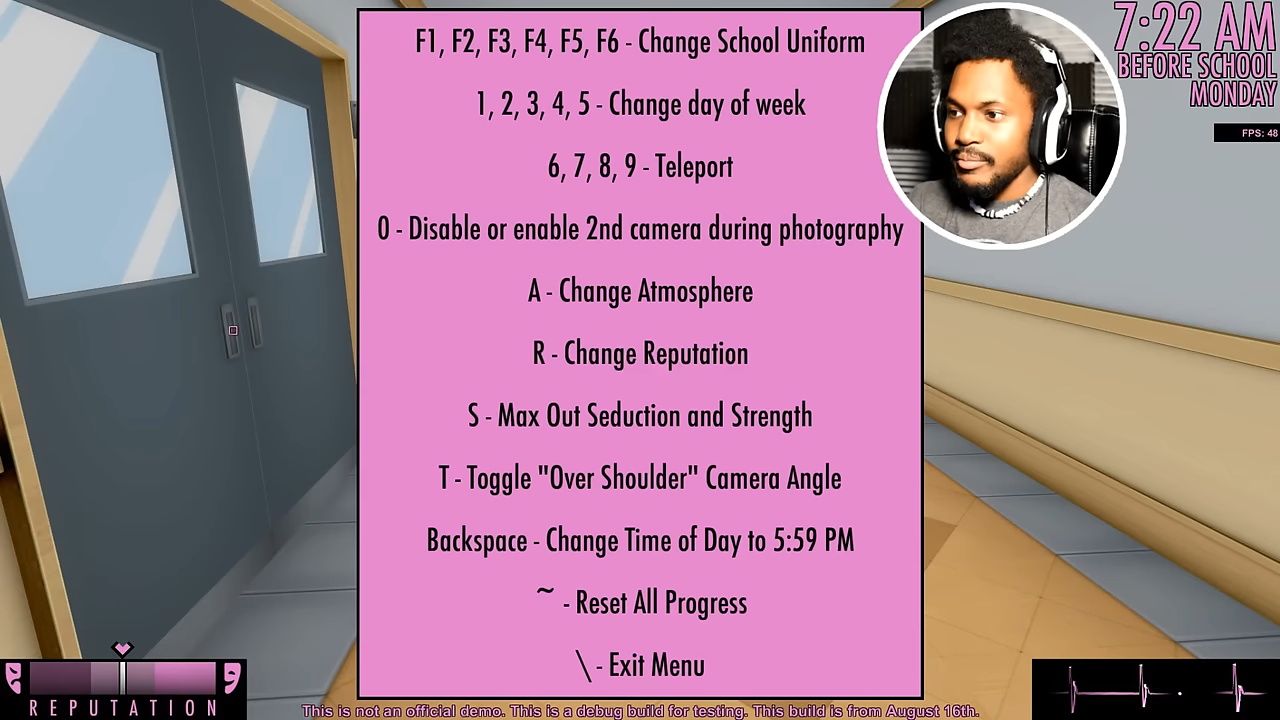 F1, F2, F3, F4, F5, F6 - Change School Uniform
1, 2, 3, 4, 5 - Change day of week
6, 7, 8, 9 - Teleport
0 - Disable or enable 2nd camera during photography
A - Change Atmosphere
R - Change Reputation
S - Max Out Seduction and Strength
T - Toggle "Over Shoulder" Camera Angle
Backspace - Change Time of Day to 5:59 PM
~ - Reset All Progress
\ - Exit Menu
7:22 AM
BEFORE SCHOOL
MONDAY
FPS: 48
REPUTATION
This is not an official demo. This is a debug build for testing. This build is from August 16th.